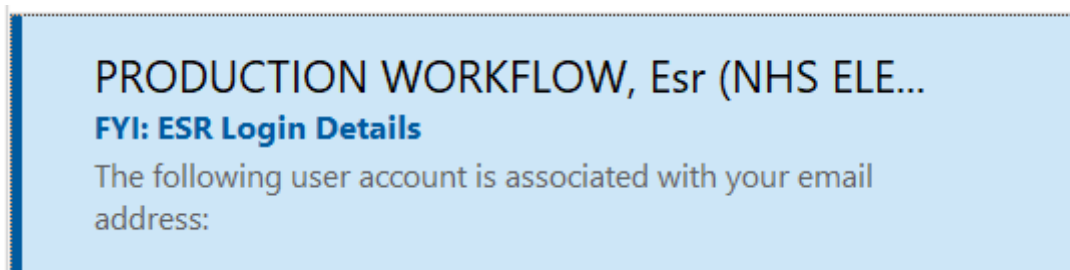 PRODUCTION WORKFLOW, Esr (NHS ELE...
FYI: ESR Login Details
The following user account is associated with your email
address: